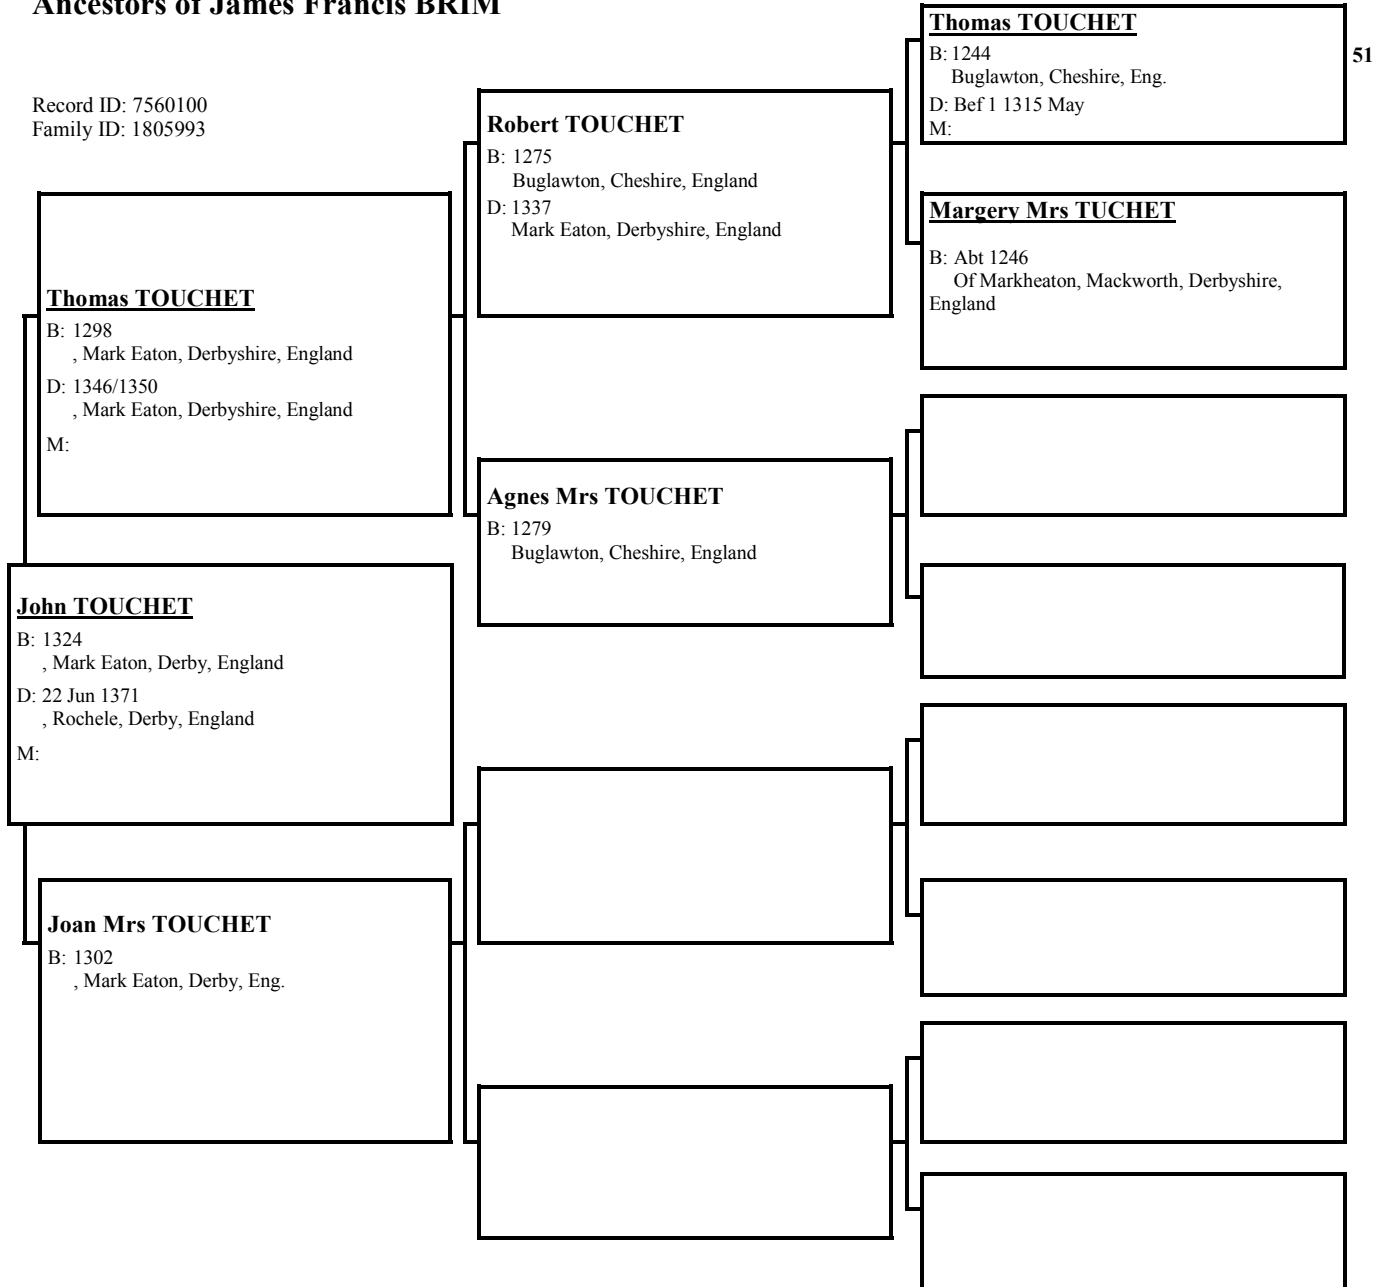 Ancestors of James Francis BRIM
Record ID: 7560100
Family ID: 1805993
Thomas TOUCHET
B: 1298
, Mark Eaton, Derbyshire, England
D: 1346/1350
, Mark Eaton, Derbyshire, England
M:
John TOUCHET
B: 1324
, Mark Eaton, Derby, England
D: 22 Jun 1371
, Rochele, Derby, England
M:
Joan Mrs TOUCHET
B: 1302
, Mark Eaton, Derby, Eng.
Robert TOUCHET
B: 1275
Buglawton, Cheshire, England
D: 1337
Mark Eaton, Derbyshire, England
Agnes Mrs TOUCHET
B: 1279
Buglawton, Cheshire, England
Thomas TOUCHET
B: 1244
Buglawton, Cheshire, Eng.
D: Bef 1 1315 May
M:
51
Margery Mrs TUCHET
B: Abt 1246
Of Markheaton, Mackworth, Derbyshire,
England